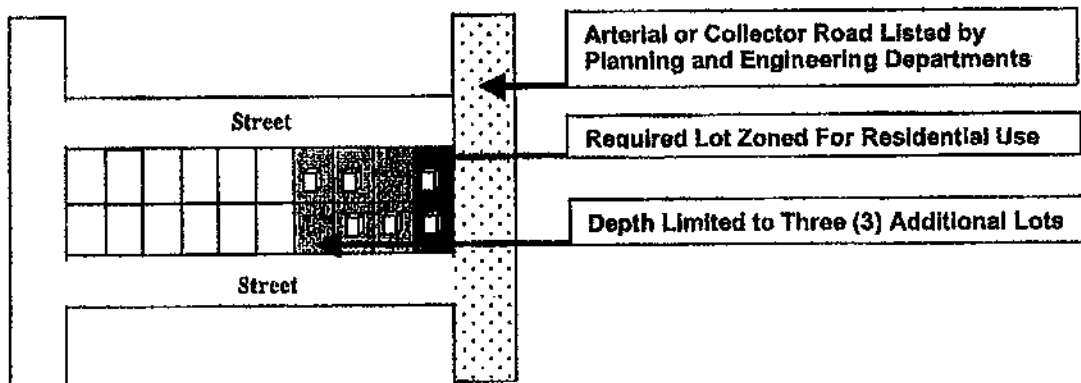 Arterial or Collector Road Listed by
Planning and Engineering Departments
Street
Required Lot Zoned For Residential Use
Depth Limited to Three (3) Additional Lots
Street